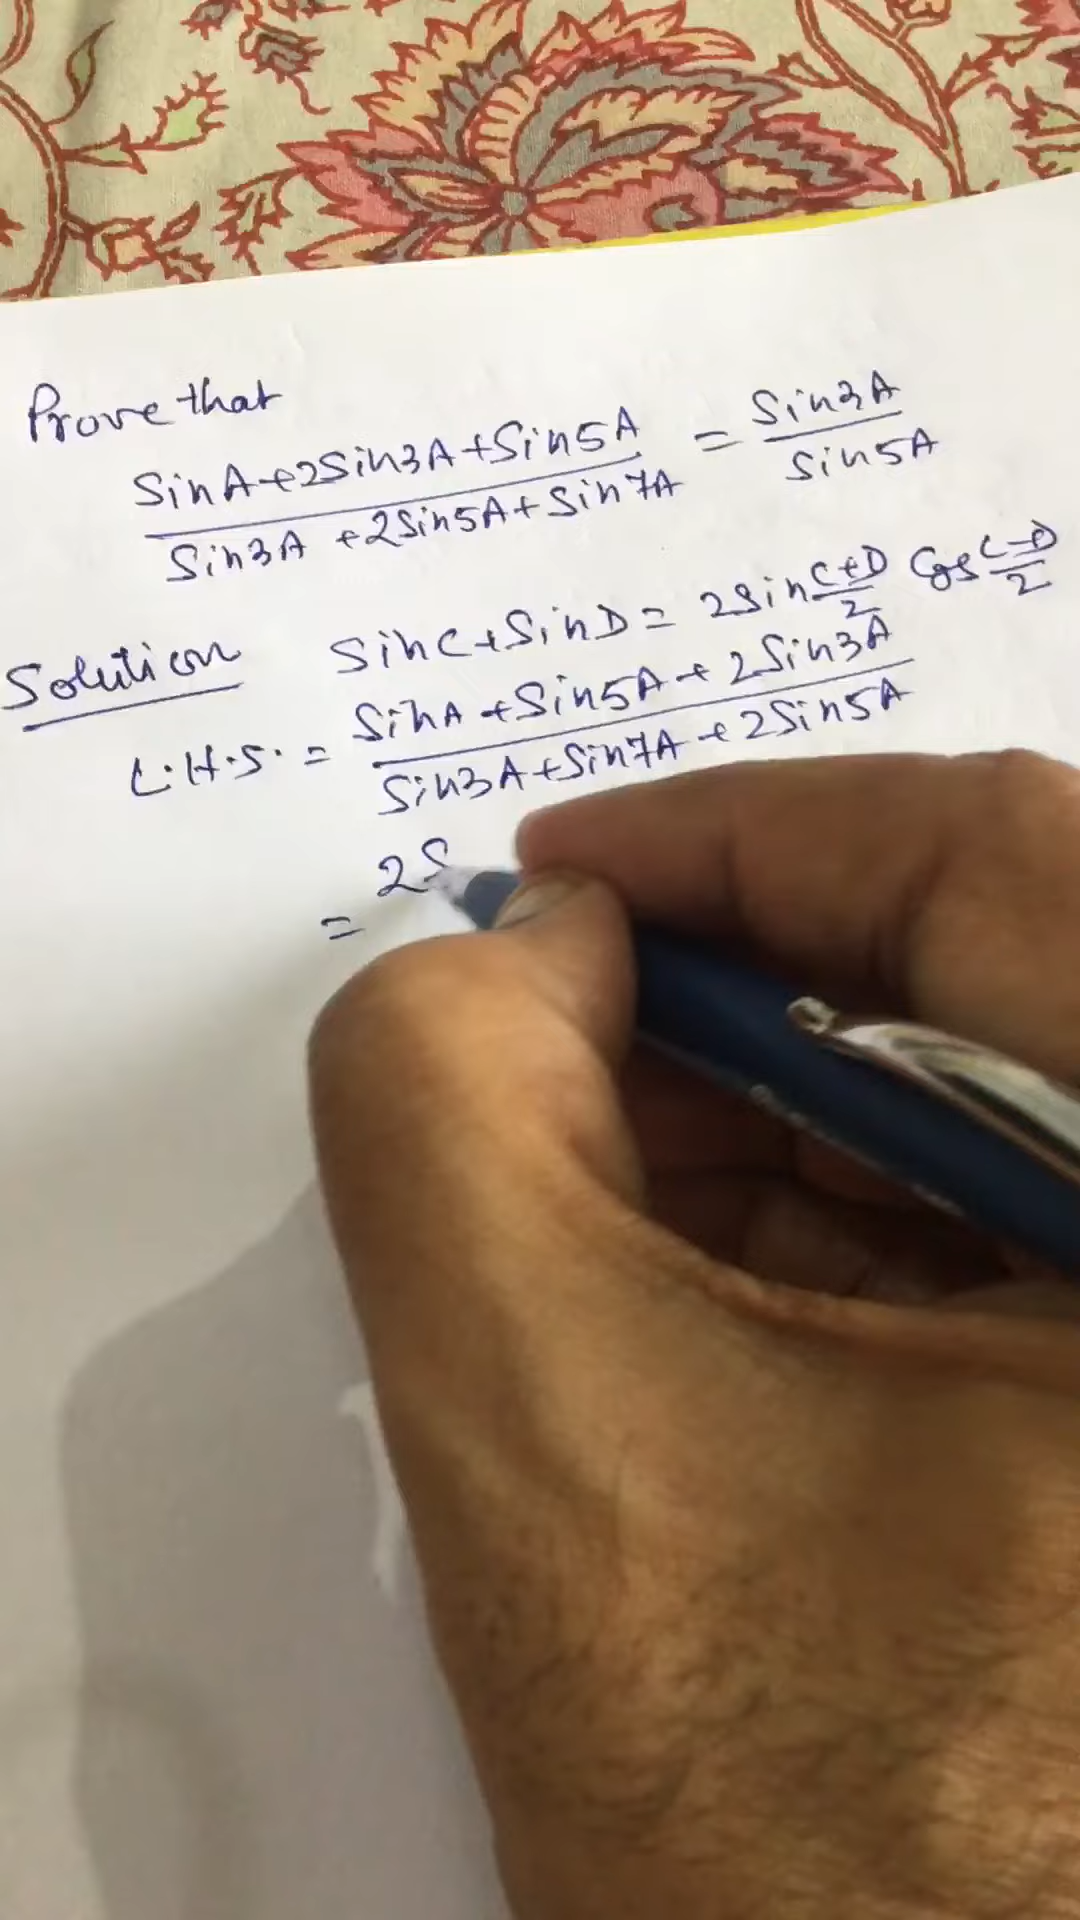 Prove that
SinA+2Sin3A+Sin5A / Sin3A+2Sin5A+Sin7A = Sin3A / Sin5A
Solution SinC+SinD = 2Sin C+D/2 Cos C-D/2
L.H.S. = SinA+Sin5A+2Sin3A / Sin3A+Sin7A+2Sin5A
= 2S